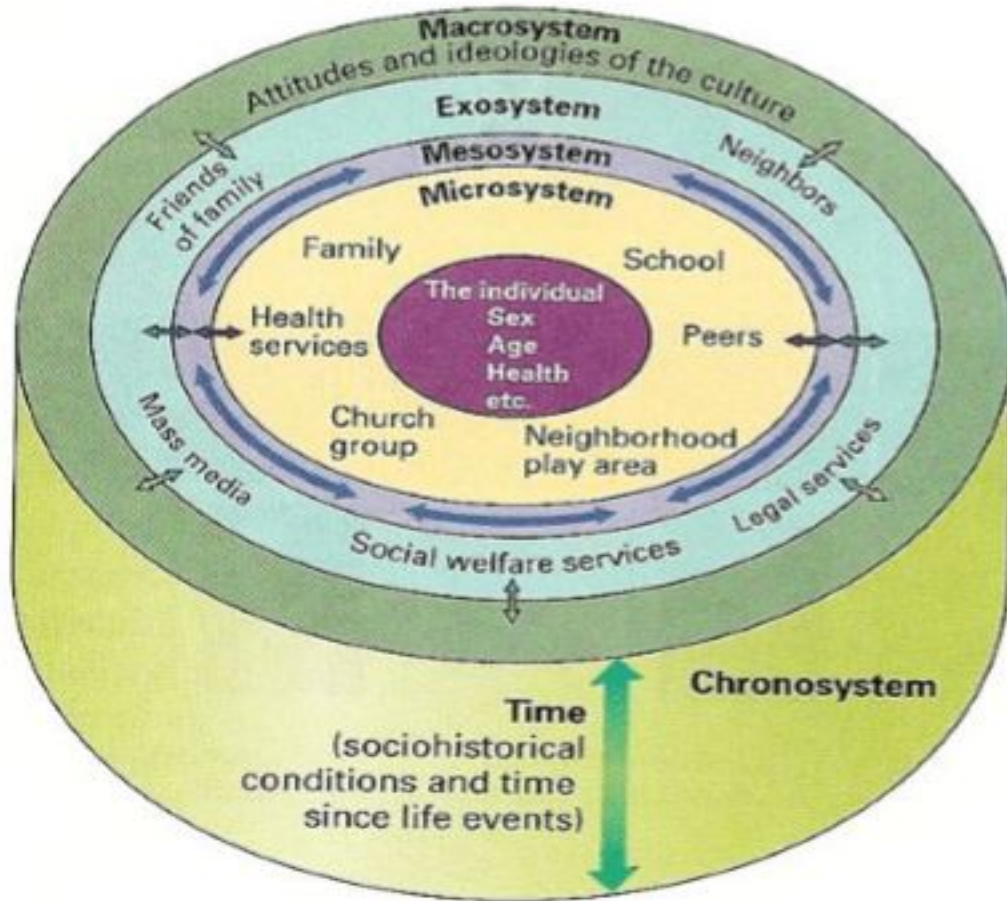 Macrosystem
Attitudes and ideologies of the culture
Exosystem
Mesosystem
Microsystem
Friends
of family
Neighbors
Family
School
The individual
Sex
Age
Health
etc.
Health
services
Peers
Church
group
Neighborhood
play area
Mass media
Legal services
Social welfare services
Chronosystem
Time
(sociohistorical
conditions and time
since life events)